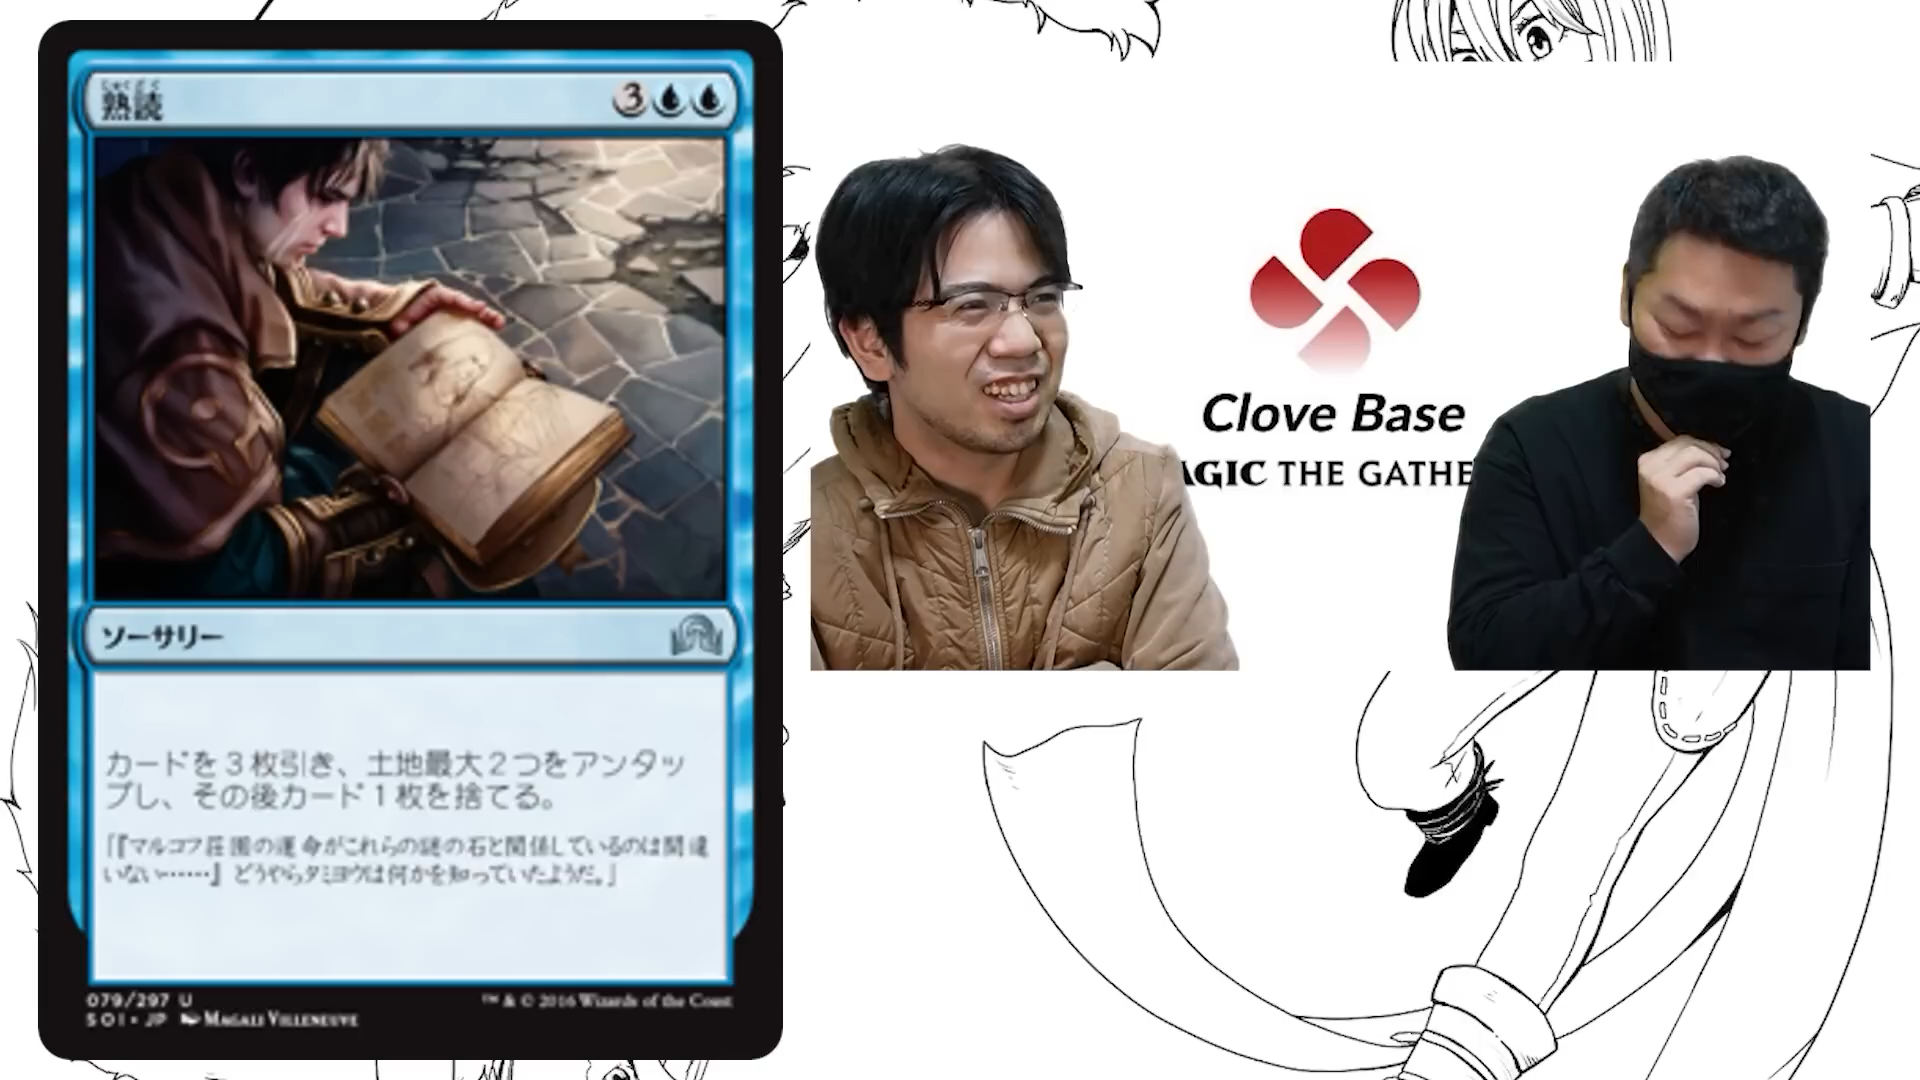 じゅくどく
熟読
3
ソーサリー
カードを３枚引き、土地最大２つをアンタッ
プし、その後カード１枚を捨てる。
「『マルコフ荘園の運命がこれらの謎の石と関係しているのは間違
いない……』どうやらタミヨウは何かを知っていたようだ。」
079/297 U
SOI • JP MAGALI VILLENEUVE
™ & © 2016 Wizards of the Coast
Clove Base
AGIC THE GATHE